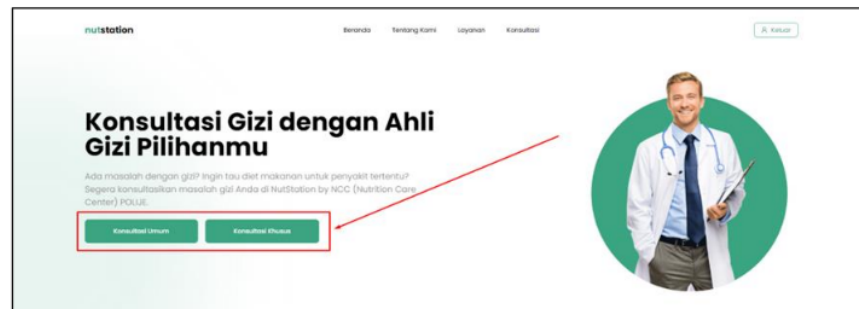 nutstation
Beranda Tentang Kami Layanan Konsultasi
Keluar
Konsultasi Gizi dengan Ahli
Gizi Pilihanmu
Ada masalah dengan gizi? Ingin tau diet makanan untuk penyakit tertentu?
Segera konsultasikan masalah gizi Anda di NutStation by NCC (Nutrition Care
Center) POLIJE.
Konsultasi Umum
Konsultasi Khusus